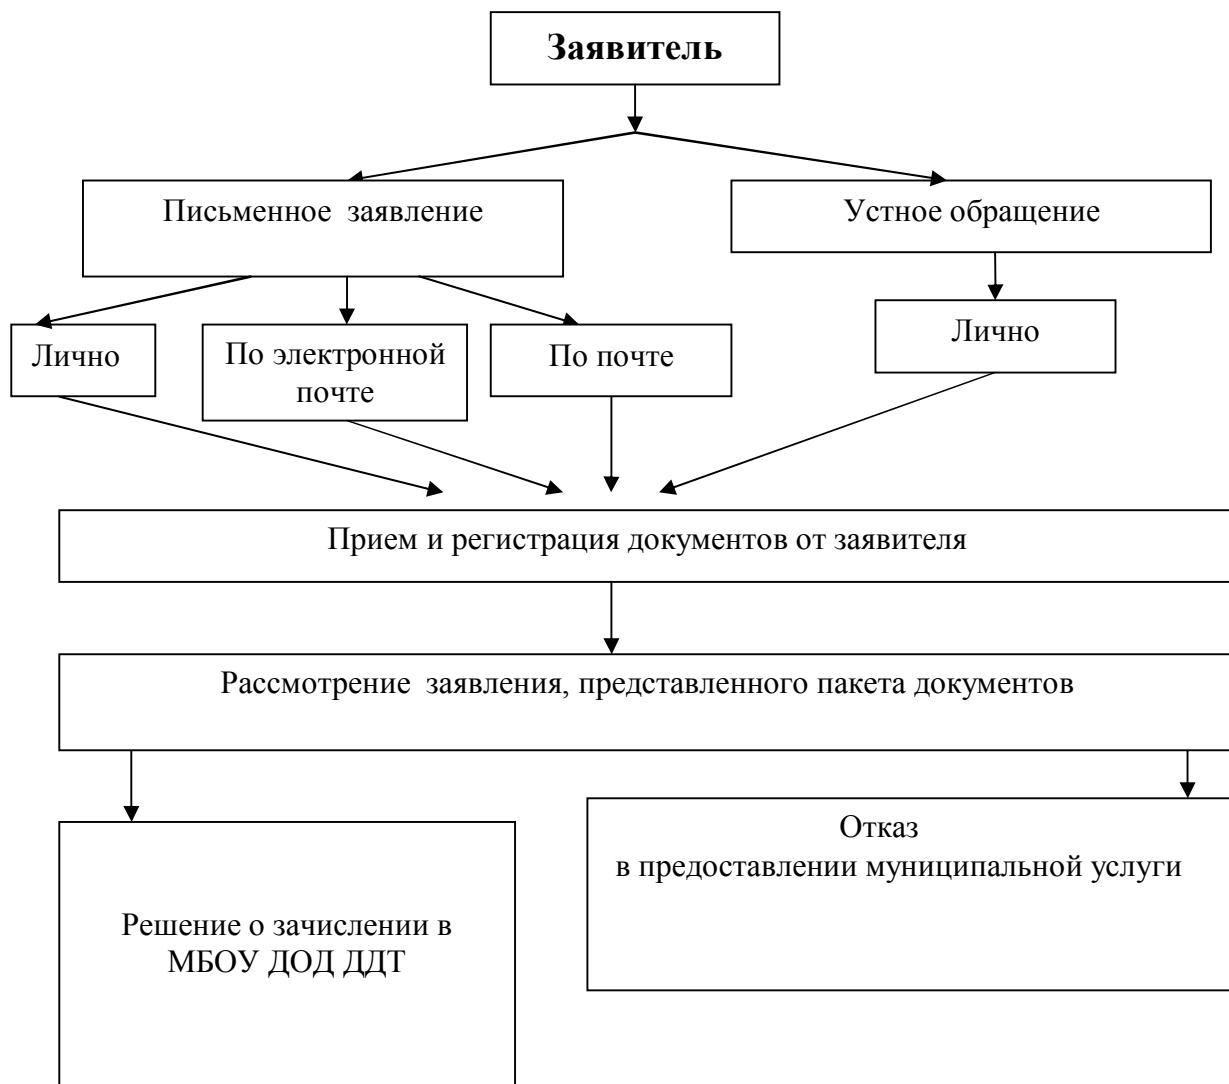 Заявитель
Письменное заявление
Устное обращение
Лично
По электронной
почте
По почте
Лично
Прием и регистрация документов от заявителя
Рассмотрение заявления, представленного пакета документов
Решение о зачислении в
МБОУ ДОД ДДТ
Отказ
в предоставлении муниципальной услуги